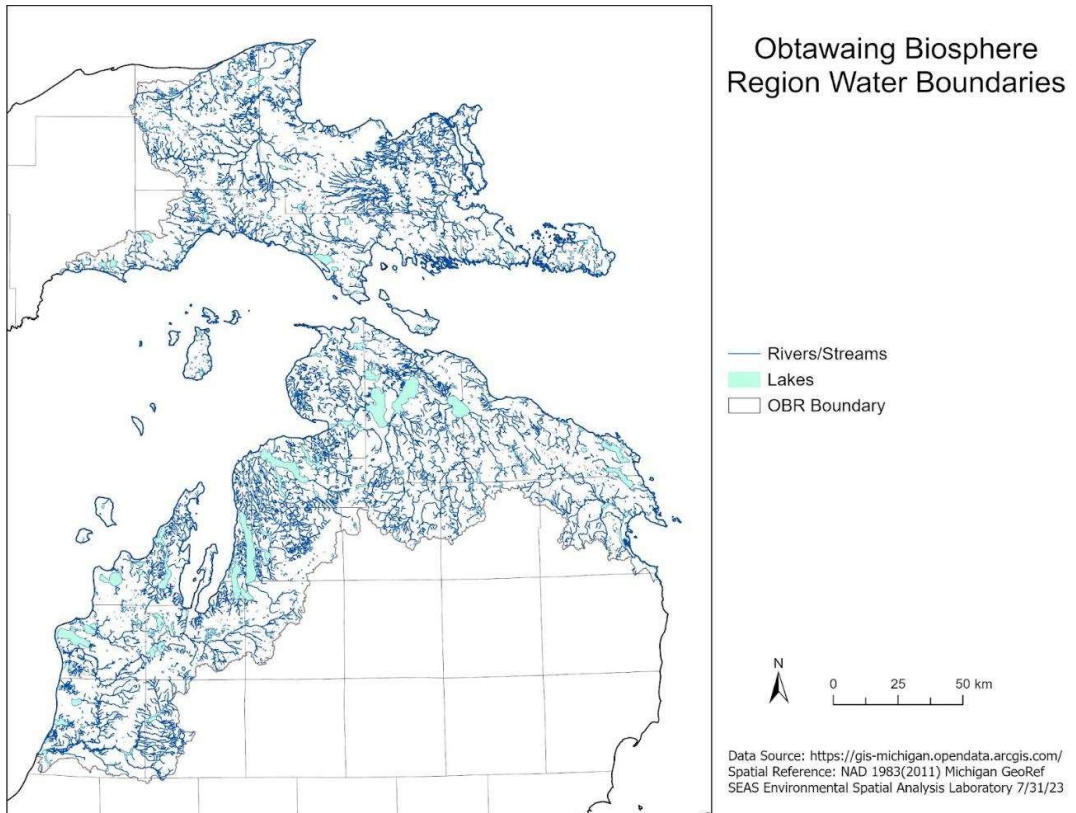 Obtawaing Biosphere
Region Water Boundaries
Rivers/Streams
Lakes
OBR Boundary
N
0 25 50 km
Data Source: https://gis-michigan.opendata.arcgis.com/
Spatial Reference: NAD 1983(2011) Michigan GeoRef
SEAS Environmental Spatial Analysis Laboratory 7/31/23